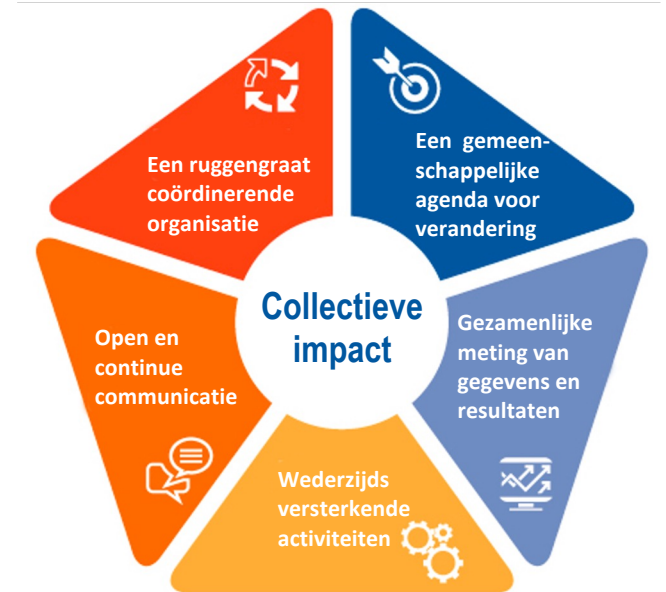 Een ruggengraat
coördinerende
organisatie
Een gemeen-
schappelijke
agenda voor
verandering
Collectieve
impact
Gezamenlijke
meting van
gegevens en
resultaten
Open en
continue
communicatie
Wederzijds
versterkende
activiteiten